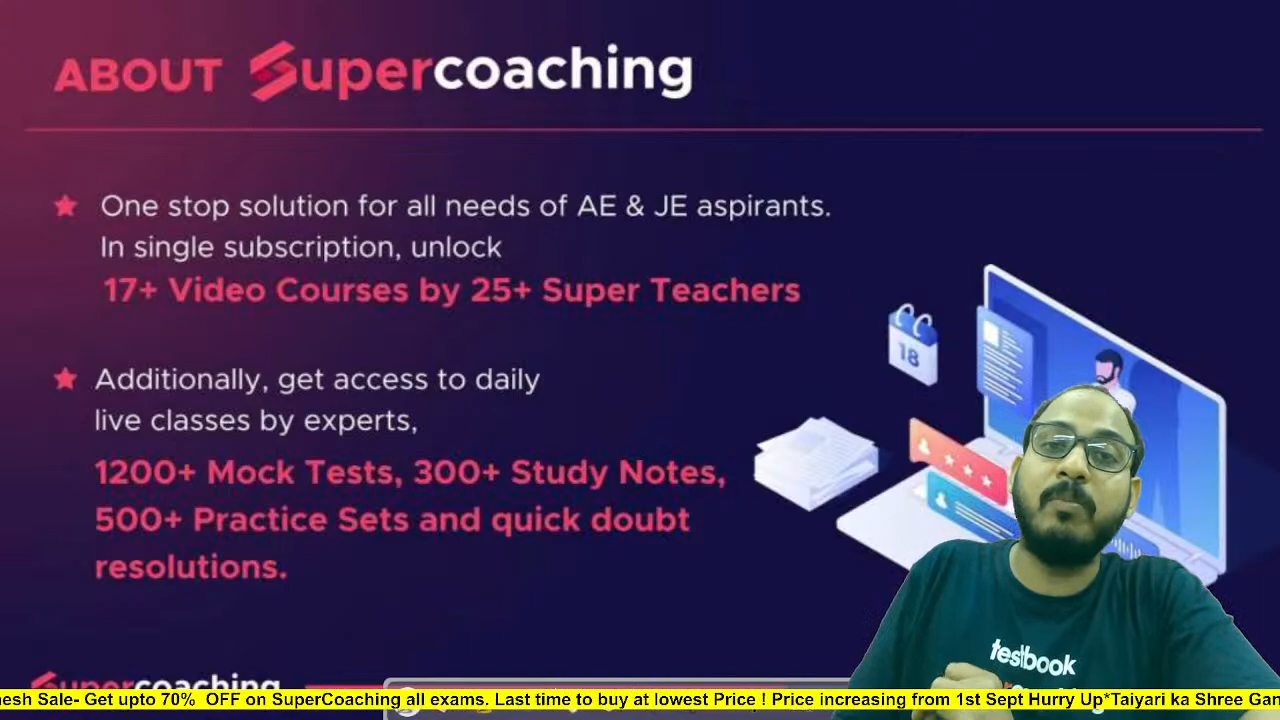 ABOUT Supercoaching
One stop solution for all needs of AE & JE aspirants.
In single subscription, unlock
17+ Video Courses by 25+ Super Teachers
18
Additionally, get access to daily
live classes by experts,
1200+ Mock Tests, 300+ Study Notes,
500+ Practice Sets and quick doubt
resolutions.
testbook
Supercoaching
nesh Sale- Get upto 70% OFF on SuperCoaching all exams. Last time to buy at lowest Price ! Price increasing from 1st Sept Hurry Up*Taiyari ka Shree Gan